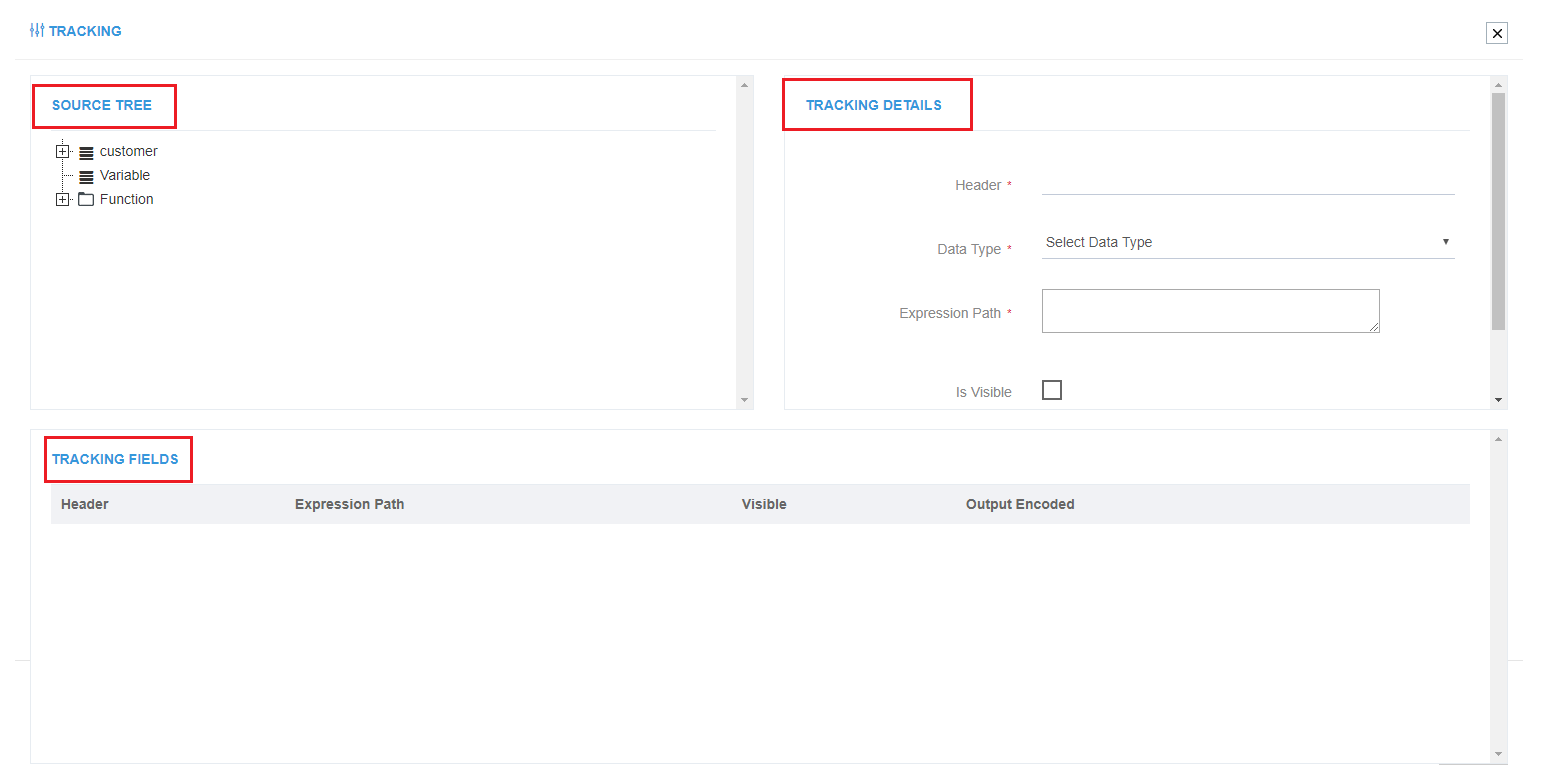 TRACKING
SOURCE TREE
customer
Variable
Function
TRACKING DETAILS
Header *
Data Type * Select Data Type
Expression Path *
Is Visible
TRACKING FIELDS
Header Expression Path Visible Output Encoded